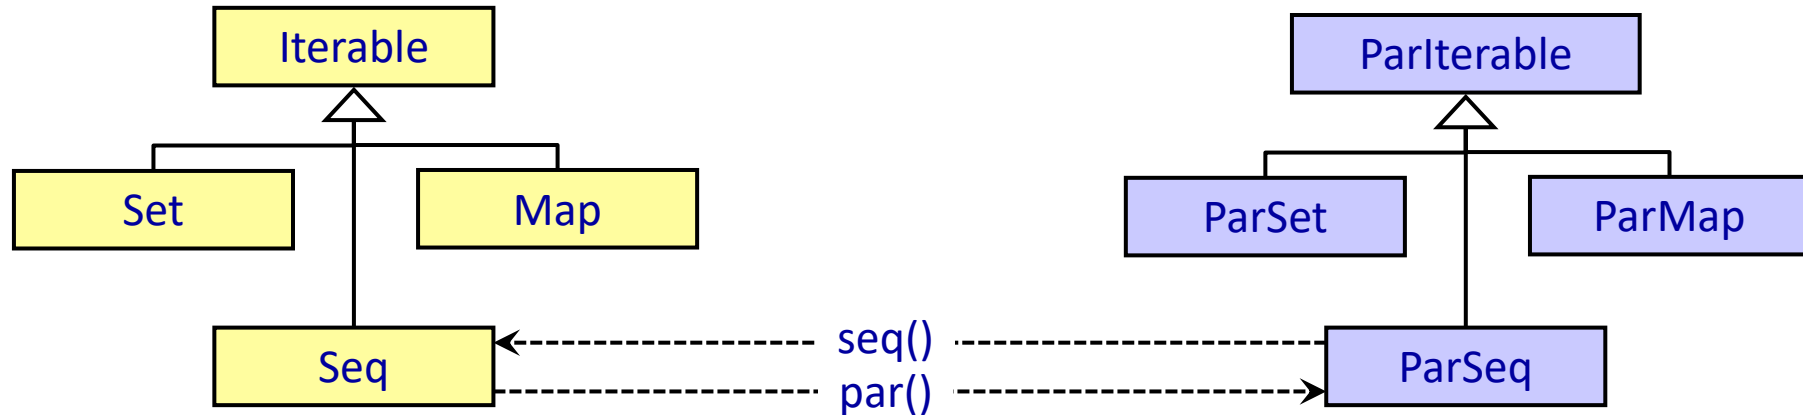 Iterable
ParIterable
Set
Map
ParSet
ParMap
seq()
Seq
ParSeq
par()